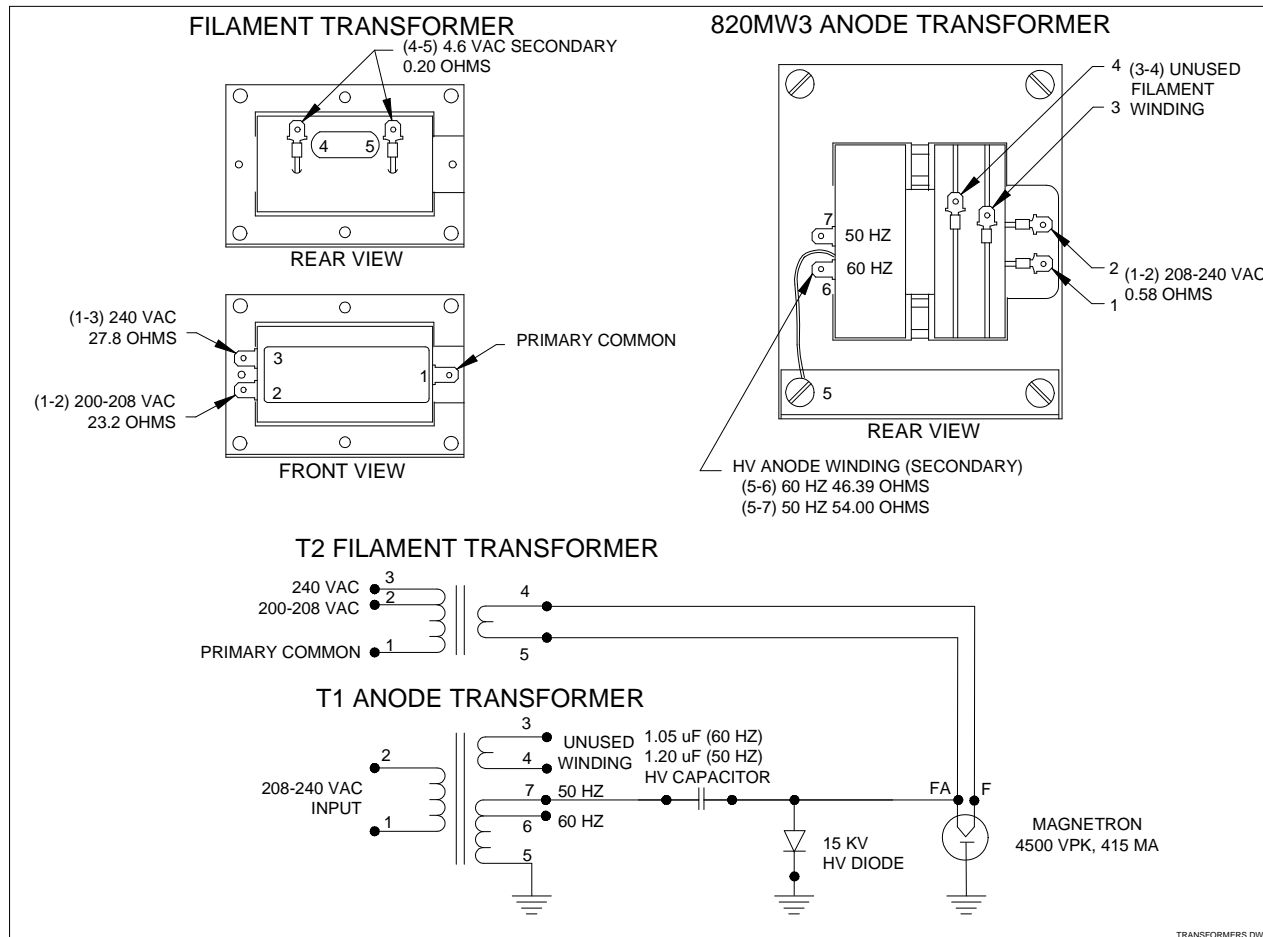 FILAMENT TRANSFORMER
(4-5) 4.6 VAC SECONDARY
0.20 OHMS
4 5
REAR VIEW
(1-3) 240 VAC
27.8 OHMS
3
1
PRIMARY COMMON
2
(1-2) 200-208 VAC
23.2 OHMS
FRONT VIEW
820MW3 ANODE TRANSFORMER
4 (3-4) UNUSED
FILAMENT
3 WINDING
7
50 HZ
60 HZ
6
2 (1-2) 208-240 VAC
0.58 OHMS
1
5
REAR VIEW
HV ANODE WINDING (SECONDARY)
(5-6) 60 HZ 46.39 OHMS
(5-7) 50 HZ 54.00 OHMS
T2 FILAMENT TRANSFORMER
240 VAC 3
200-208 VAC 2
PRIMARY COMMON 1
4
5
T1 ANODE TRANSFORMER
2
208-240 VAC
INPUT
1
3
UNUSED
4 WINDING
7 50 HZ
6 60 HZ
5
1.05 uF (60 HZ)
1.20 uF (50 HZ)
HV CAPACITOR
15 KV
HV DIODE
FA F
MAGNETRON
4500 VPK, 415 MA
TRANSFORMERS.DW